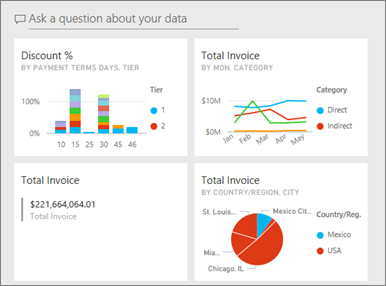 Ask a question about your data
Discount %
BY PAYMENT TERMS DAYS, TIER
Tier
100%
1
2
0%
10 15 25 30 45 46
Total Invoice
BY MON, CATEGORY
Category
$10M
Direct
Indirect
$0M
Jan Feb Mar Apr May
Total Invoice
$221,664,064.01
Total Invoice
Total Invoice
BY COUNTRY/REGION, CITY
St. Louis... Mexico Cit...
Country/Reg.
Mexico
USA
Mia...
Chicago, IL